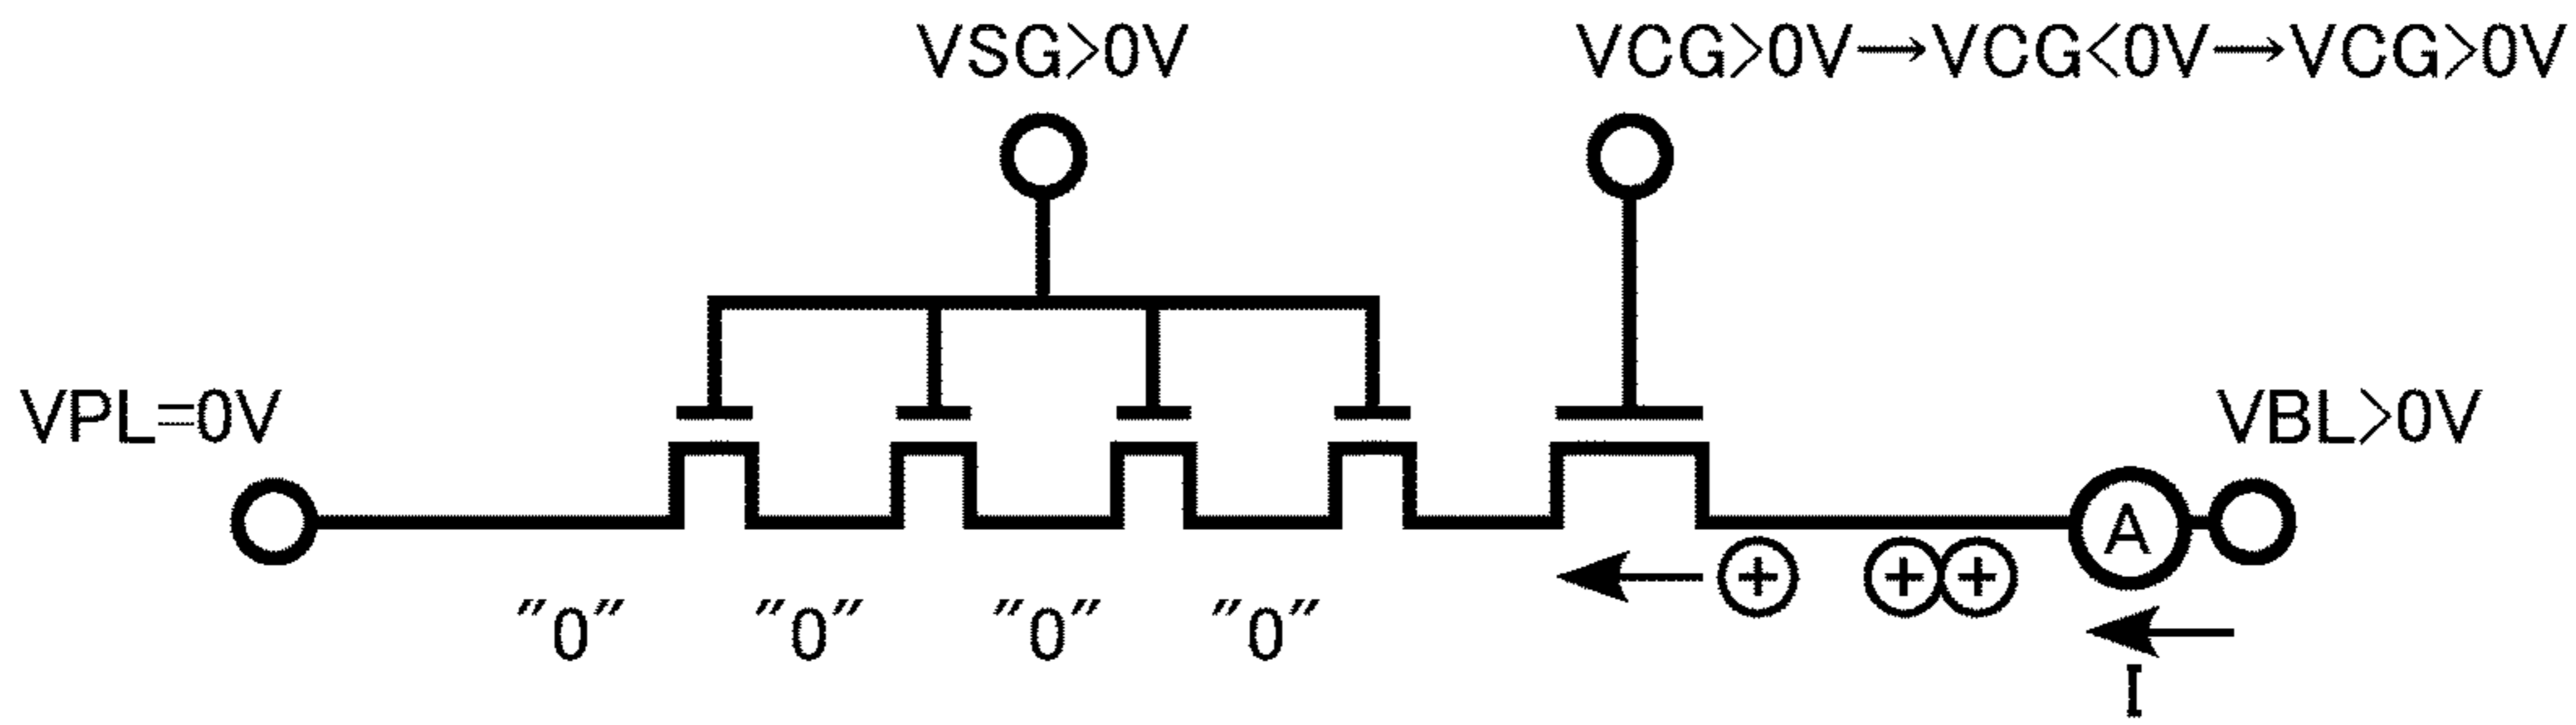 VSG>0V
VCG>0V→VCG<0V→VCG>0V
VPL=0V
VBL>0V
A
+ + +
"0" "0" "0" "0"
I